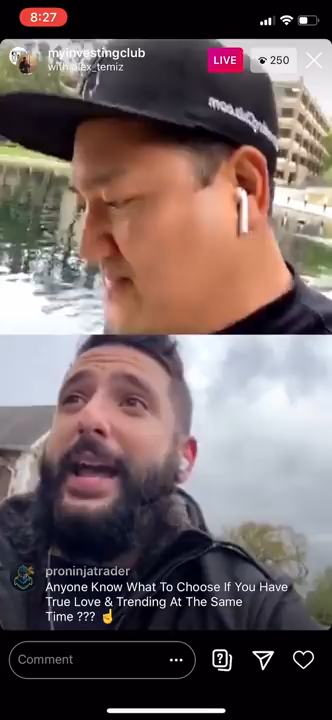 8:27
myinvestingclub
with alex_temiz
LIVE
250
proninjatrader
Anyone Know What To Choose If You Have
True Love & Trending At The Same
Time ??? ☝️
Comment